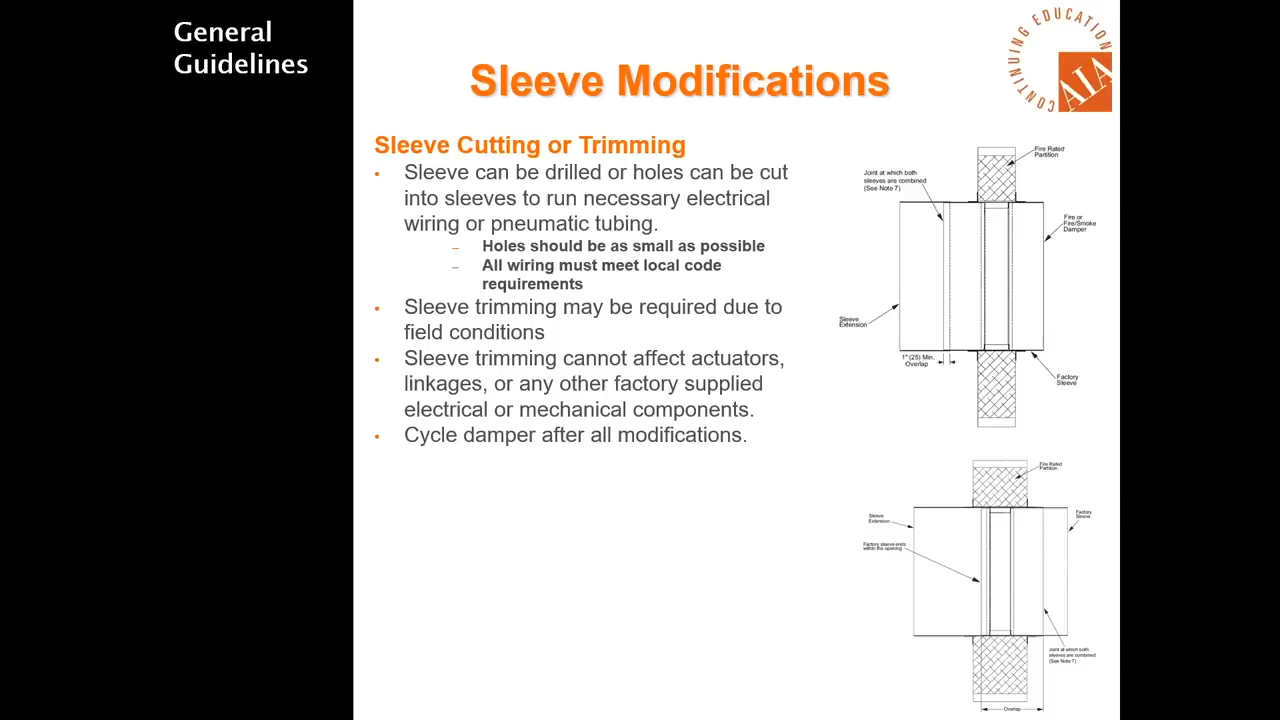 General
Guidelines
Sleeve Modifications
CONTINUING EDUCATION
AIA
Sleeve Cutting or Trimming
• Sleeve can be drilled or holes can be cut
into sleeves to run necessary electrical
wiring or pneumatic tubing.
– Holes should be as small as possible
– All wiring must meet local code
requirements
• Sleeve trimming may be required due to
field conditions
• Sleeve trimming cannot affect actuators,
linkages, or any other factory supplied
electrical or mechanical components.
• Cycle damper after all modifications.
Fire Rated
Partition
Joint at which both
sleeves are combined
(See Note 7)
Fire or
Fire/Smoke
Damper
Sleeve
Extension
1" (25) Min.
Overlap
Factory
Sleeve
Fire Rated
Partition
Sleeve
Extension
Factory
Sleeve
Factory sleeve ends
within the opening
Joint at which both
sleeves are combined
(See Note 7)
Overlap